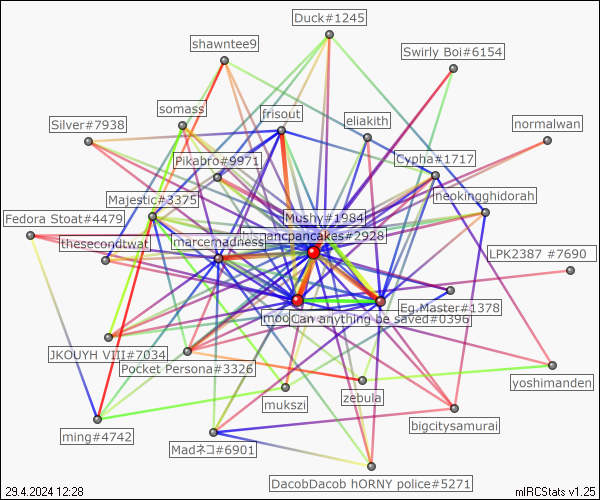 Duck#1245
shawntee9
Swirly Boi#6154
somass
frisout
eliakith
Silver#7938
normalwan
Pikabro#9971
Cypha#1717
Majestic#3375
neokingghidorah
Fedora Stoat#4479
Mushy#1984
thesecondtwat
marcemadness
pancpancakes#2928
LPK2387 #7690
Eg.Master#1378
Can anything be saved#0396
JKOUYH VIII#7034
Pocket Persona#3326
mukszi
zebula
yoshimanden
bigcitysamurai
ming#4742
Madネコ#6901
DacobDacob hORNY police#5271
29.4.2024 12:28
mIRCStats v1.25